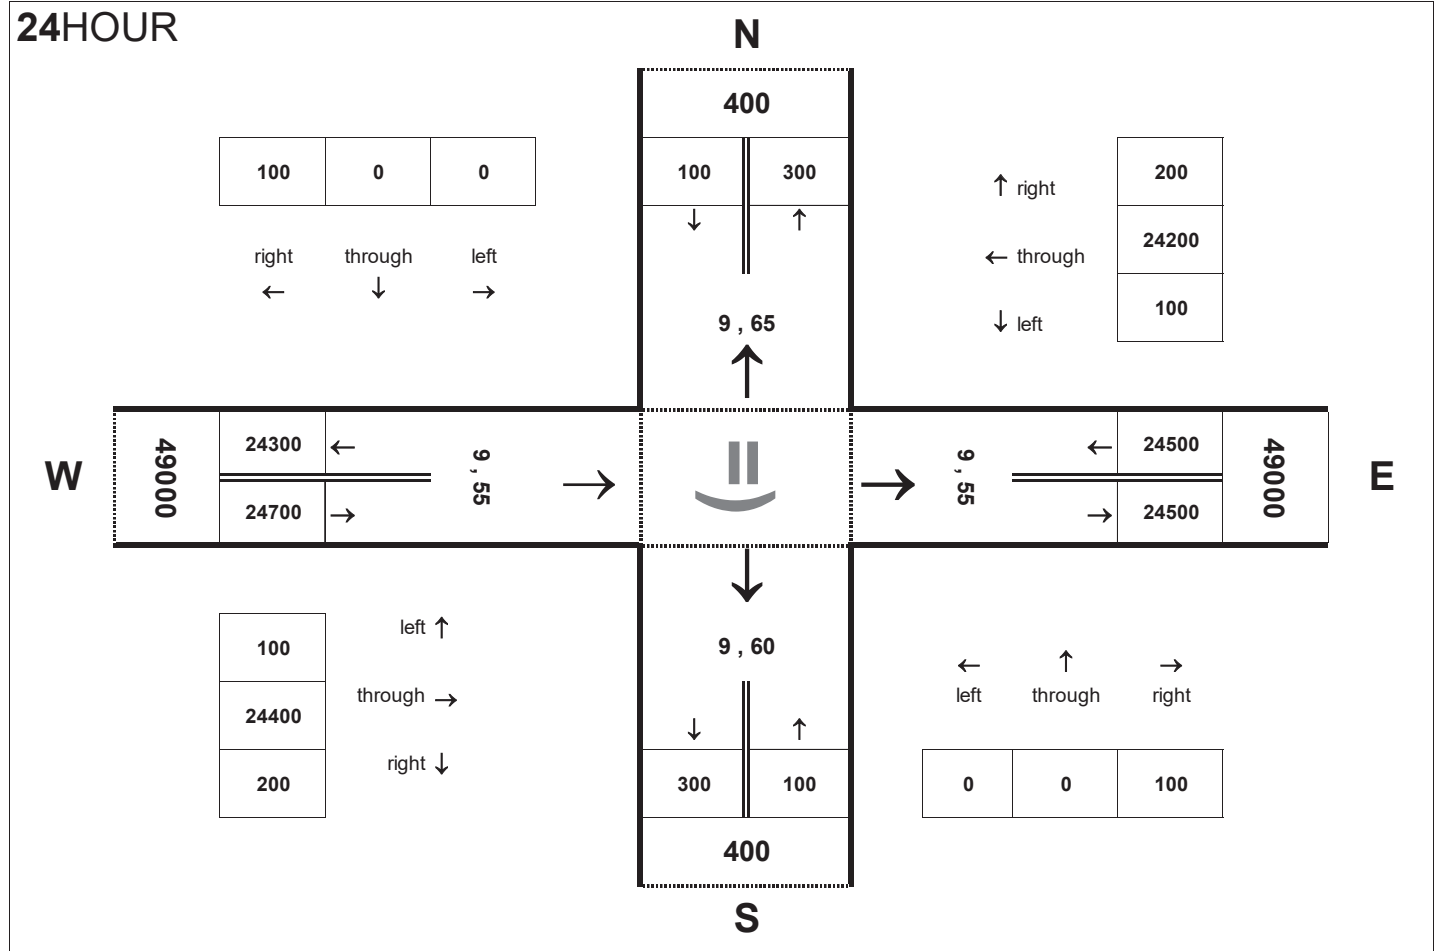 24HOUR
N
400
100 0 0
100 300
↑ right 200
↓ ↑
right through left
← ↓ →
← through 24200
↓ left 100
9 , 65
↑
W
49000
24300 ←
24700 →
9 , 55
→
→
9 , 55
← 24500
→ 24500
49000
E
↓
100 left ↑
24400 through →
200 right ↓
9 , 60
← ↑ →
left through right
↓ ↑
300 100
0 0 100
400
S